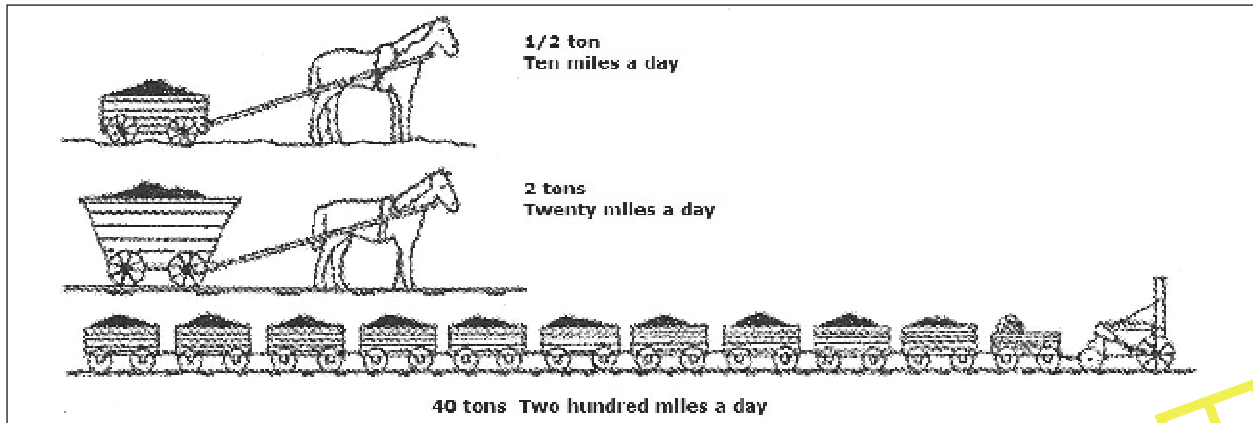 1/2 ton
Ten miles a day
2 tons
Twenty miles a day
40 tons Two hundred miles a day